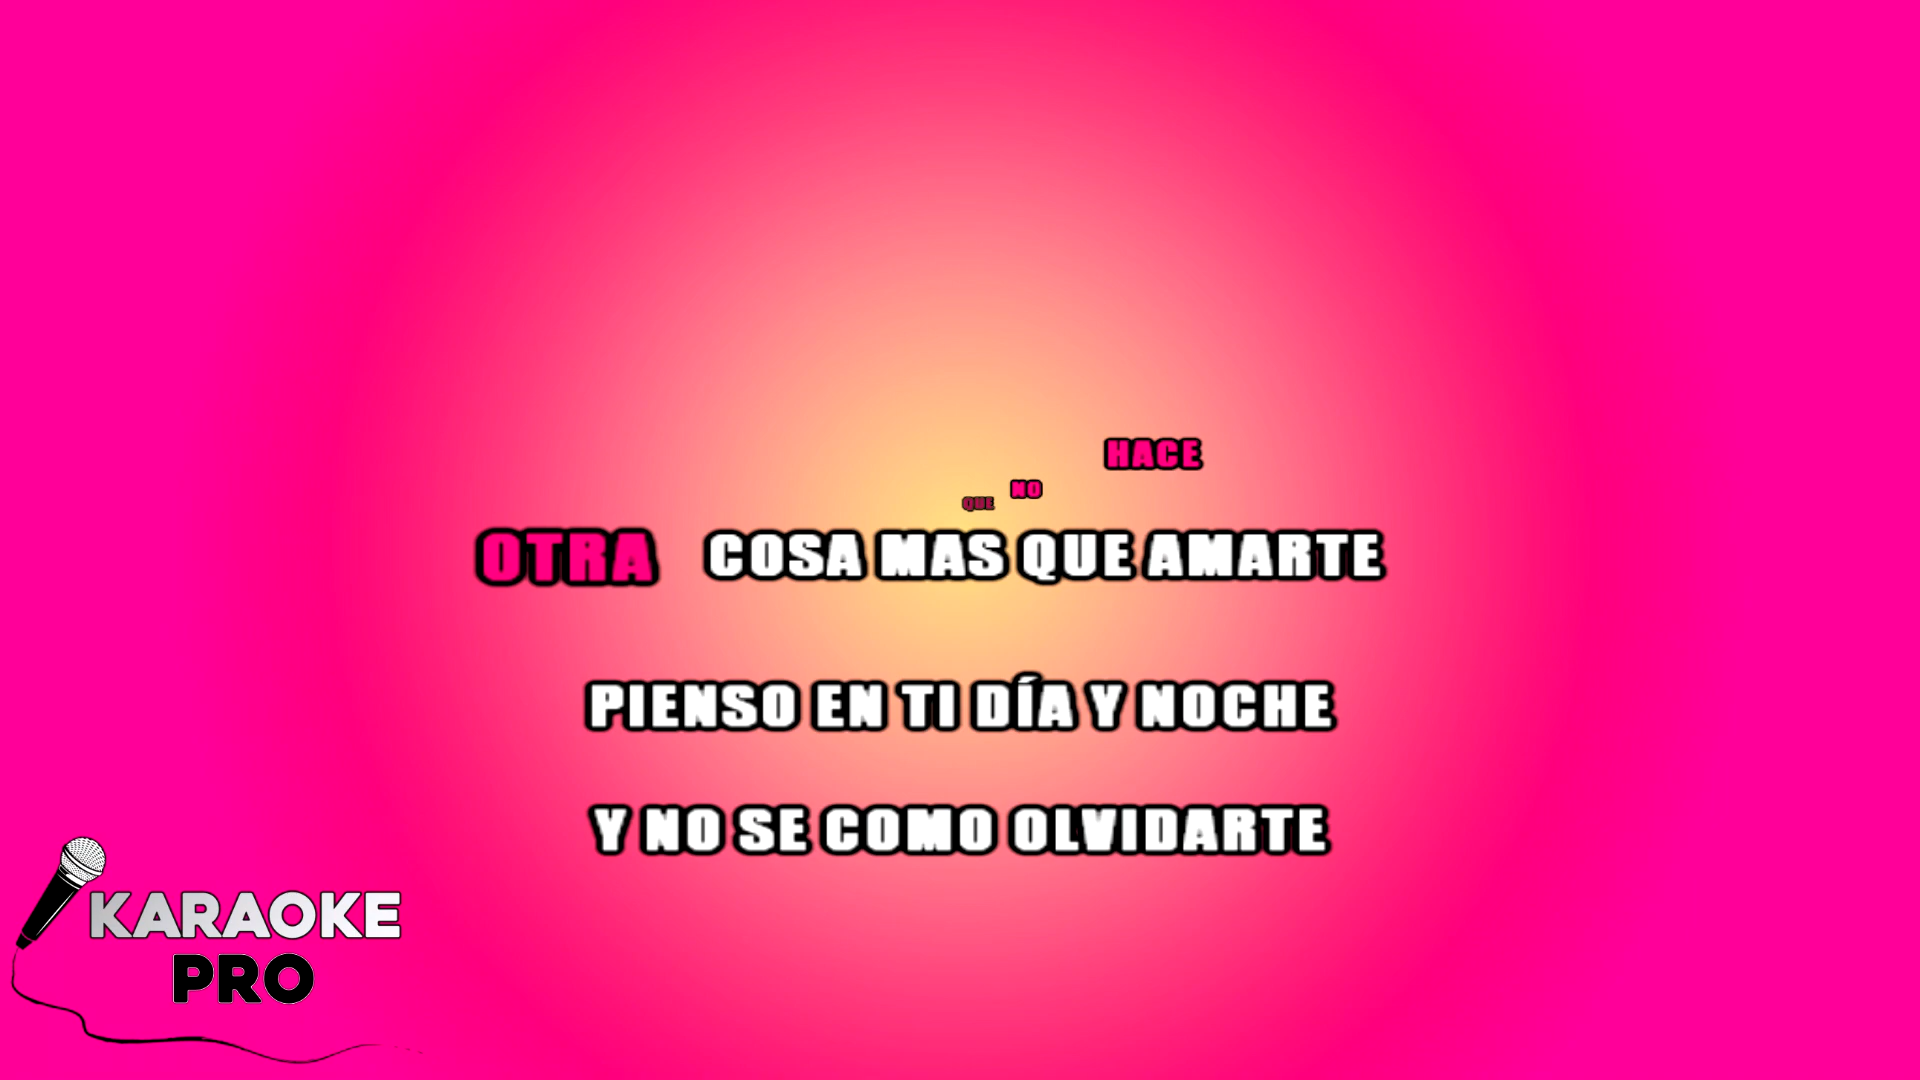 QUE NO HACE
OTRA COSA MAS QUE AMARTE
PIENSO EN TI DÍA Y NOCHE
Y NO SE COMO OLVIDARTE
KARAOKE
PRO